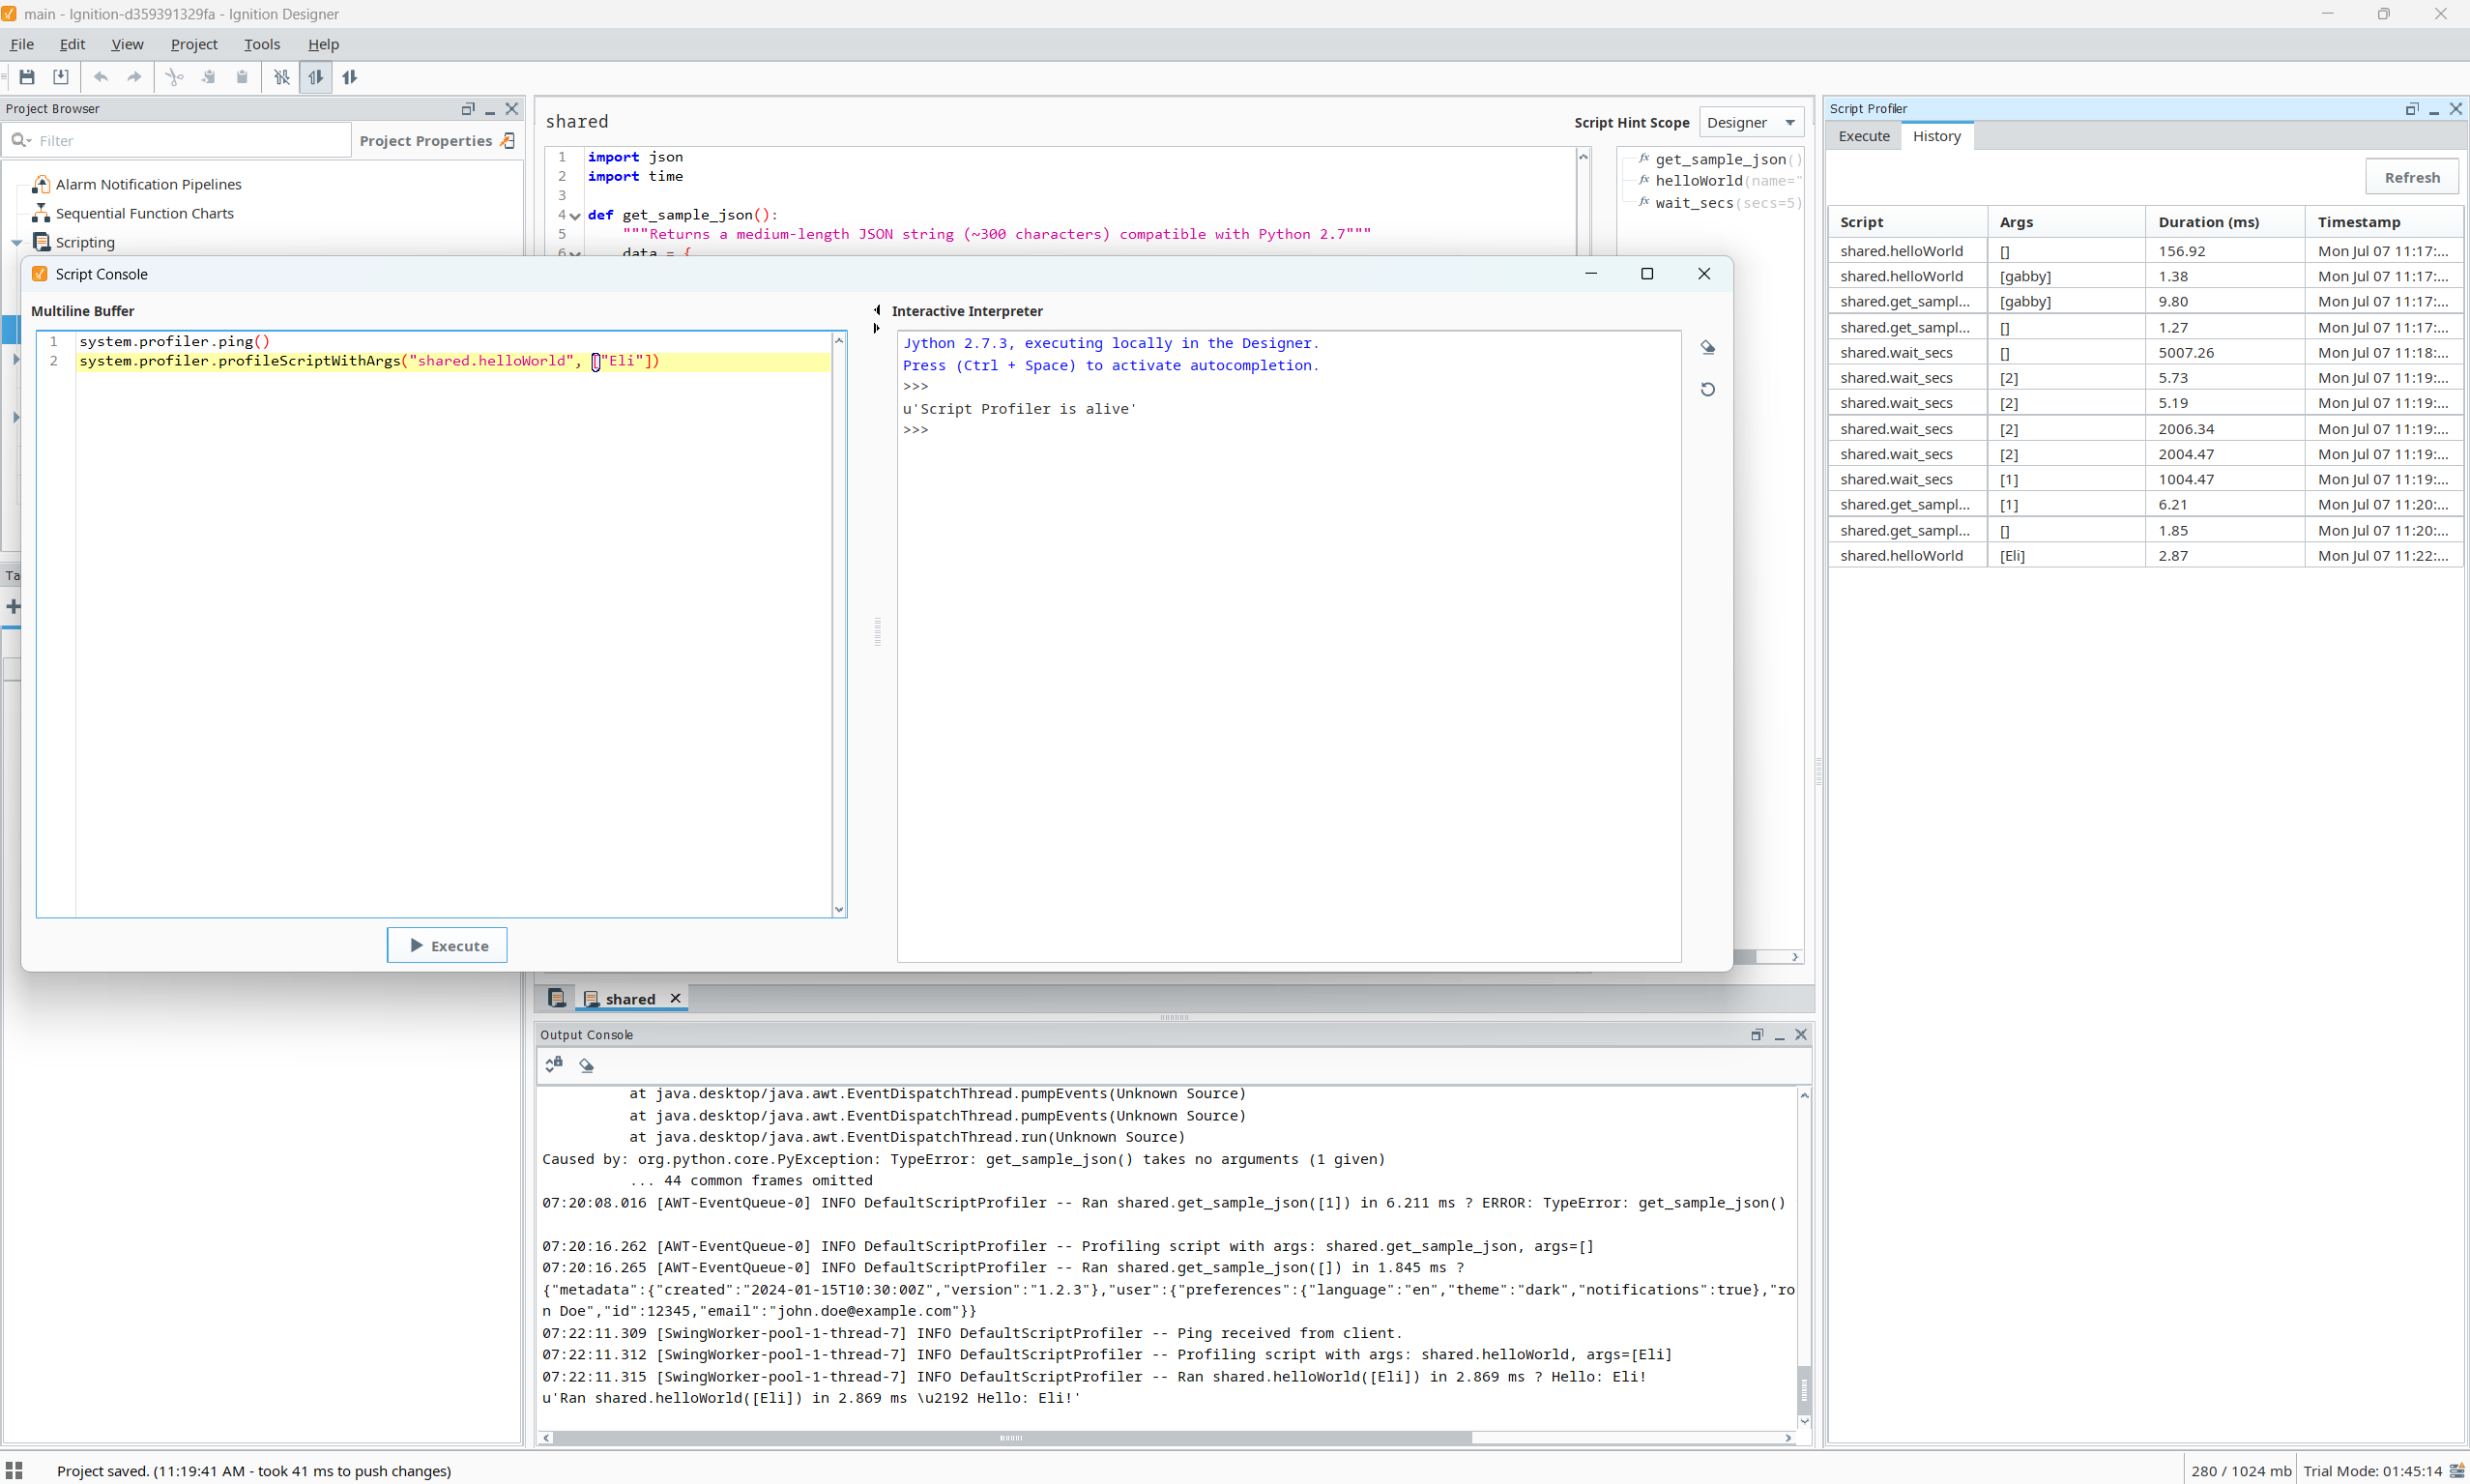 main - Ignition-d359391329fa - Ignition Designer
File Edit View Project Tools Help
Project Browser
Filter
Project Properties
Alarm Notification Pipelines
Sequential Function Charts
Scripting
shared
Script Hint Scope Designer
1 import json
2 import time
3
4 def get_sample_json():
5 """Returns a medium-length JSON string (~300 characters) compatible with Python 2.7"""
6 data = {
get_sample_json()
helloWorld(name="
wait_secs(secs=5)
Script Console
Multiline Buffer
1 system.profiler.ping()
2 system.profiler.profileScriptWithArgs("shared.helloWorld", ["Eli"])
Execute
Interactive Interpreter
Jython 2.7.3, executing locally in the Designer.
Press (Ctrl + Space) to activate autocompletion.
>>>
u'Script Profiler is alive'
>>>
Ta
shared
Output Console
at java.desktop/java.awt.EventDispatchThread.pumpEvents(Unknown Source)
at java.desktop/java.awt.EventDispatchThread.pumpEvents(Unknown Source)
at java.desktop/java.awt.EventDispatchThread.run(Unknown Source)
Caused by: org.python.core.PyException: TypeError: get_sample_json() takes no arguments (1 given)
... 44 common frames omitted
07:20:08.016 [AWT-EventQueue-0] INFO DefaultScriptProfiler -- Ran shared.get_sample_json([1]) in 6.211 ms ? ERROR: TypeError: get_sample_json()
07:20:16.262 [AWT-EventQueue-0] INFO DefaultScriptProfiler -- Profiling script with args: shared.get_sample_json, args=[]
07:20:16.265 [AWT-EventQueue-0] INFO DefaultScriptProfiler -- Ran shared.get_sample_json([]) in 1.845 ms ?
{"metadata":{"created":"2024-01-15T10:30:00Z","version":"1.2.3"},"user":{"preferences":{"language":"en","theme":"dark","notifications":true},"ro
n Doe","id":12345,"email":"john.doe@example.com"}}
07:22:11.309 [SwingWorker-pool-1-thread-7] INFO DefaultScriptProfiler -- Ping received from client.
07:22:11.312 [SwingWorker-pool-1-thread-7] INFO DefaultScriptProfiler -- Profiling script with args: shared.helloWorld, args=[Eli]
07:22:11.315 [SwingWorker-pool-1-thread-7] INFO DefaultScriptProfiler -- Ran shared.helloWorld([Eli]) in 2.869 ms ? Hello: Eli!
u'Ran shared.helloWorld([Eli]) in 2.869 ms \u2192 Hello: Eli!'
Script Profiler
Execute History
Refresh
Script Args Duration (ms) Timestamp
shared.helloWorld [] 156.92 Mon Jul 07 11:17:...
shared.helloWorld [gabby] 1.38 Mon Jul 07 11:17:...
shared.get_sampl... [gabby] 9.80 Mon Jul 07 11:17:...
shared.get_sampl... [] 1.27 Mon Jul 07 11:17:...
shared.wait_secs [] 5007.26 Mon Jul 07 11:18:...
shared.wait_secs [2] 5.73 Mon Jul 07 11:19:...
shared.wait_secs [2] 5.19 Mon Jul 07 11:19:...
shared.wait_secs [2] 2006.34 Mon Jul 07 11:19:...
shared.wait_secs [2] 2004.47 Mon Jul 07 11:19:...
shared.wait_secs [1] 1004.47 Mon Jul 07 11:19:...
shared.get_sampl... [1] 6.21 Mon Jul 07 11:20:...
shared.get_sampl... [] 1.85 Mon Jul 07 11:20:...
shared.helloWorld [Eli] 2.87 Mon Jul 07 11:22:...
Project saved. (11:19:41 AM - took 41 ms to push changes)
280 / 1024 mb Trial Mode: 01:45:14